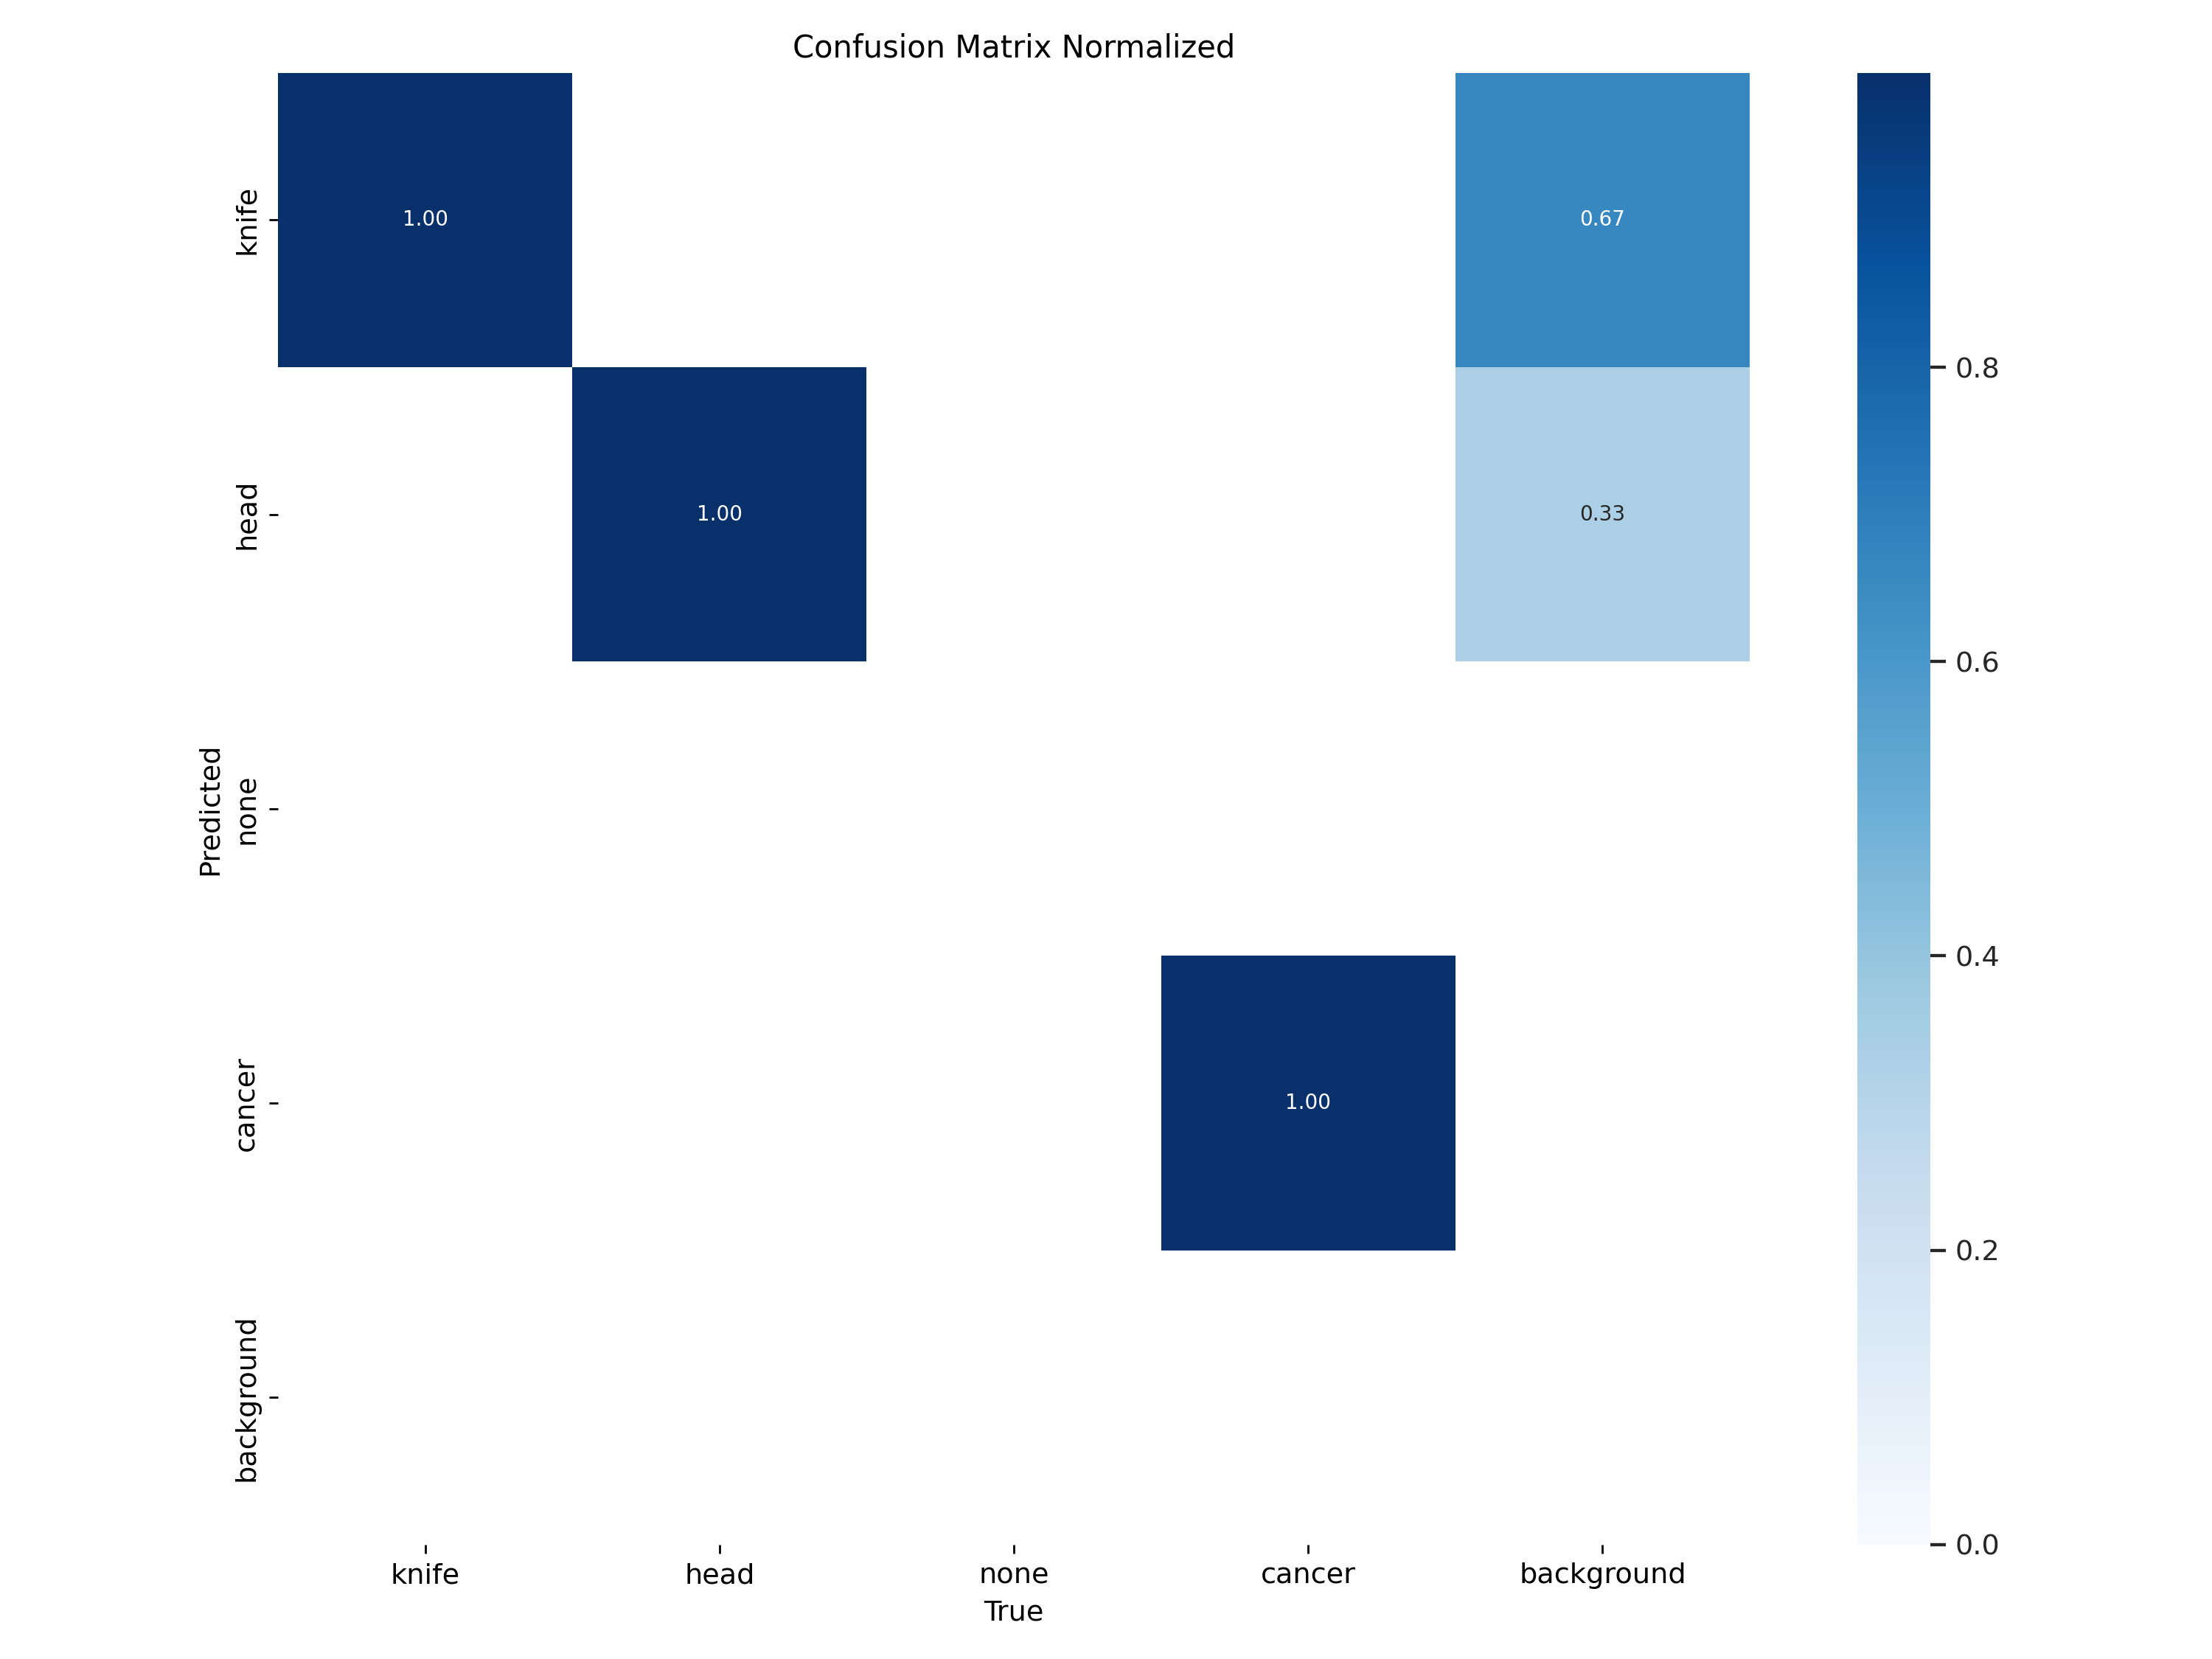 Confusion Matrix Normalized
knife
1.00
0.67
head
1.00
0.33
Predicted
none
cancer
1.00
background
knife
head
none
cancer
background
True
0.8
0.6
0.4
0.2
0.0